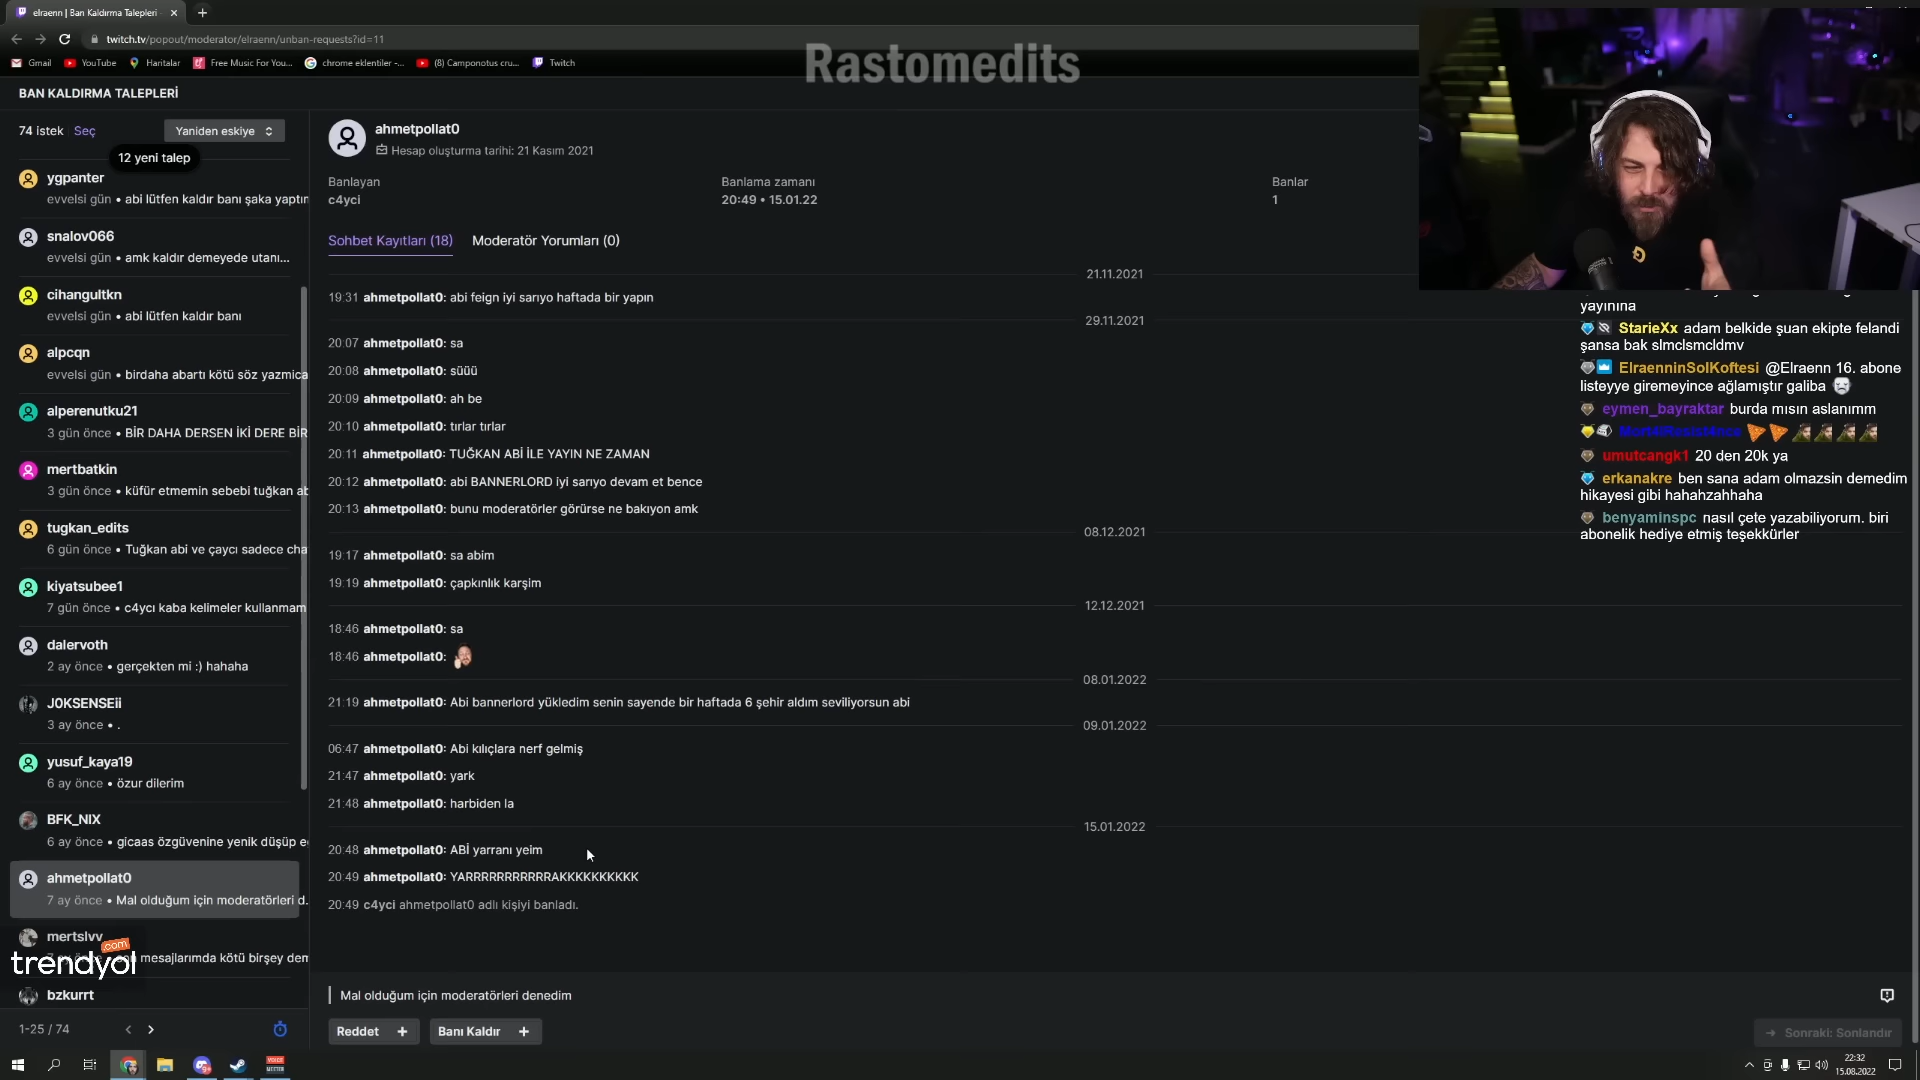 elraenn | Ban Kaldırma Talepleri
twitch.tv/popout/moderator/elraenn/unban-requests?id=11
Gmail YouTube Haritalar Free Music For You... chrome eklentiler -... (8) Camponotus cru... Twitch
Rastomedits
BAN KALDIRMA TALEPLERİ
74 istek Seç Yaniden eskiye
12 yeni talep
ygpanter
evvelsi gün • abi lütfen kaldır banı şaka yaptır
snalov066
evvelsi gün • amk kaldır demeyede utanı...
cihangultkn
evvelsi gün • abi lütfen kaldır banı
alpcqn
evvelsi gün • birdaha abartı kötü söz yazmica
alperenutku21
3 gün önce • BİR DAHA DERSEN İKİ DERE BİR
mertbatkin
3 gün önce • küfür etmemin sebebi tuğkan ab
tugkan_edits
6 gün önce • Tuğkan abi ve çaycı sadece cha
kiyatsubee1
7 gün önce • c4ycı kaba kelimeler kullanmam
dalervoth
2 ay önce • gerçekten mi :) hahaha
J0KSENSEii
3 ay önce • .
yusuf_kaya19
6 ay önce • özur dilerim
BFK_NIX
6 ay önce • gicaas özgüvenine yenik düşüp e
ahmetpollat0
7 ay önce • Mal olduğum için moderatörleri d...
mertslvv
mesajlarımda kötü birşey dem
trendyol
.com
bzkurrt
1-25 / 74
ahmetpollat0
Hesap oluşturma tarihi: 21 Kasım 2021
Banlayan Banlama zamanı Banlar
c4yci 20:49 • 15.01.22 1
Sohbet Kayıtları (18) Moderatör Yorumları (0)
21.11.2021
19:31 ahmetpollat0: abi feign iyi sarıyo haftada bir yapın
29.11.2021
20:07 ahmetpollat0: sa
20:08 ahmetpollat0: süüü
20:09 ahmetpollat0: ah be
20:10 ahmetpollat0: tırlar tırlar
20:11 ahmetpollat0: TUĞKAN ABİ İLE YAYIN NE ZAMAN
20:12 ahmetpollat0: abi BANNERLORD iyi sarıyo devam et bence
20:13 ahmetpollat0: bunu moderatörler görürse ne bakıyon amk
08.12.2021
19:17 ahmetpollat0: sa abim
19:19 ahmetpollat0: çapkınlık karşim
12.12.2021
18:46 ahmetpollat0: sa
18:46 ahmetpollat0:
08.01.2022
21:19 ahmetpollat0: Abi bannerlord yükledim senin sayende bir haftada 6 şehir aldım seviliyorsun abi
09.01.2022
06:47 ahmetpollat0: Abi kılıçlara nerf gelmiş
21:47 ahmetpollat0: yark
21:48 ahmetpollat0: harbiden la
15.01.2022
20:48 ahmetpollat0: ABİ yarranı yeim
20:49 ahmetpollat0: YARRRRRRRRRRRAKKKKKKKKKK
20:49 c4yci ahmetpollat0 adlı kişiyi banladı.
Mal olduğum için moderatörleri denedim
Reddet + Banı Kaldır +
Sonraki: Sonlandır
yayınına
StarieXx adam belkide şuan ekipte felandi
şansa bak slmclsmcldmv
ElraenninSolKoftesi @Elraenn 16. abone
listeyye giremeyince ağlamıştır galiba
eymen_bayraktar burda mısın aslanımm
umutcangk1 20 den 20k ya
erkanakre ben sana adam olmazsin demedim
hikayesi gibi hahahzahhaha
benyaminspc nasıl çete yazabiliyorum. biri
abonelik hediye etmiş teşekkürler
VOICE
MEETER
22:32
15.08.2022